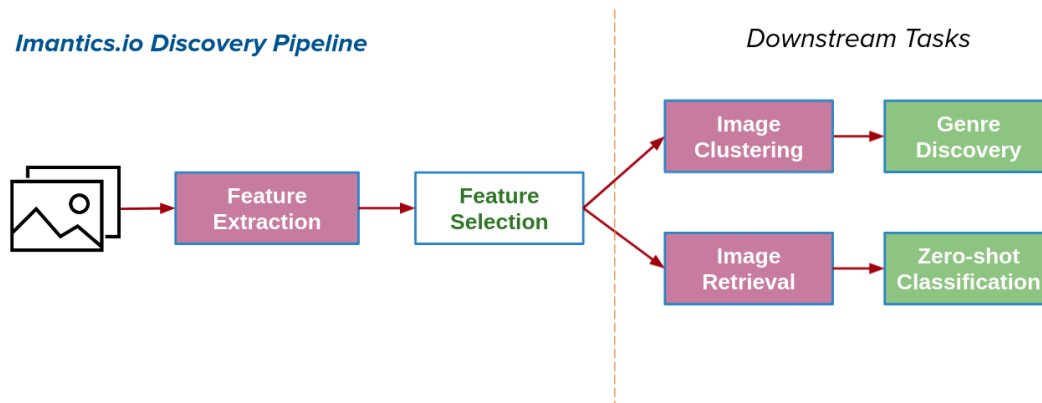 Imantics.io Discovery Pipeline
Downstream Tasks
Feature
Extraction
Feature
Selection
Image
Clustering
Genre
Discovery
Image
Retrieval
Zero-shot
Classification